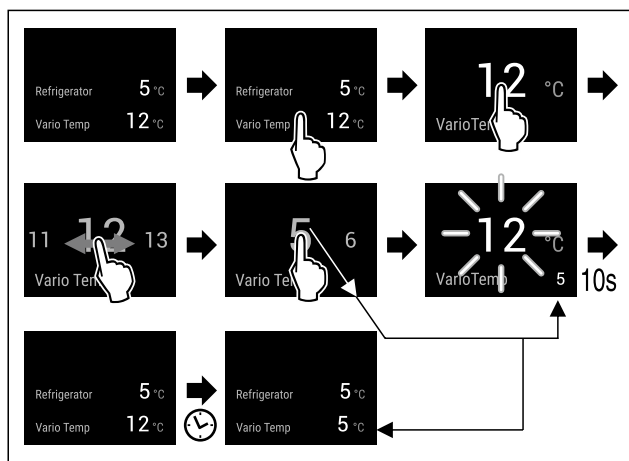 Refrigerator 5 °C
Vario Temp 12 °C
Refrigerator 5 °C
Vario Temp 12 °C
12 °C
VarioTemp
11 12 13
Vario Temp
5 6
Vario Temp
12 °C
VarioTemp 5
10s
Refrigerator 5 °C
Vario Temp 12 °C
Refrigerator 5 °C
Vario Temp 5 °C